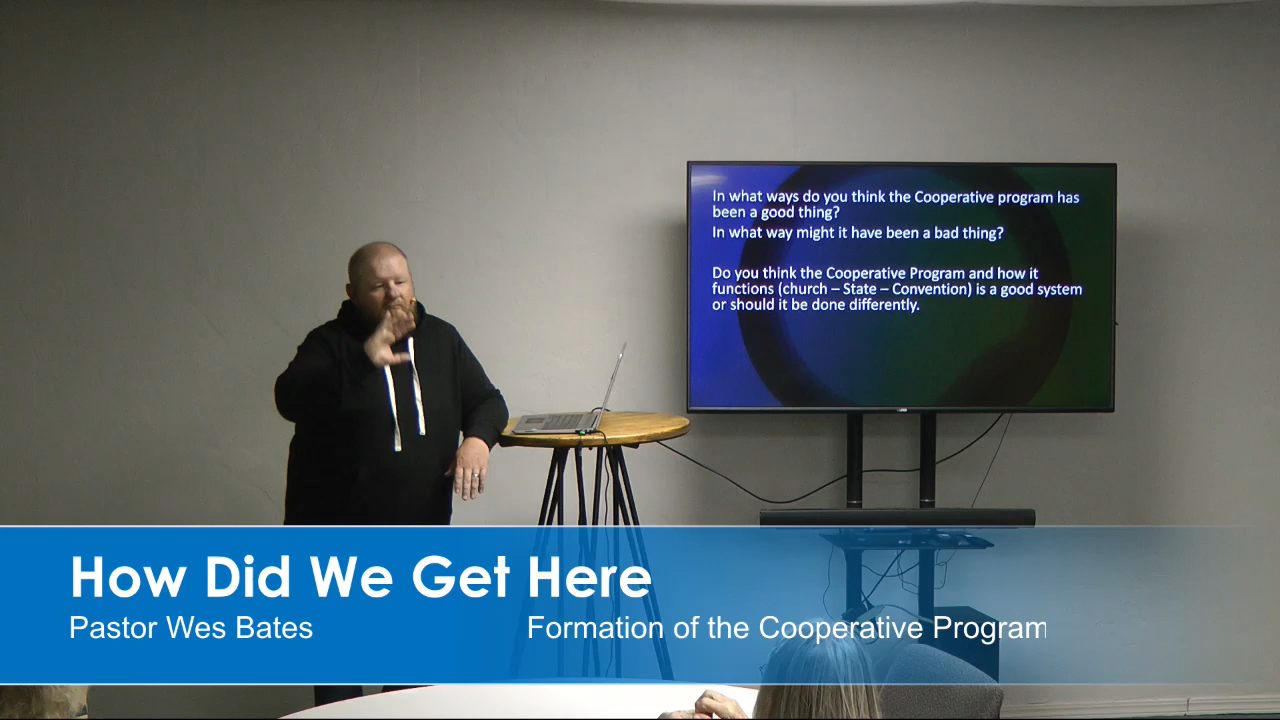 In what ways do you think the Cooperative program has
been a good thing?
In what way might it have been a bad thing?
Do you think the Cooperative Program and how it
functions (church – State – Convention) is a good system
or should it be done differently.
How Did We Get Here
Pastor Wes Bates
Formation of the Cooperative Program